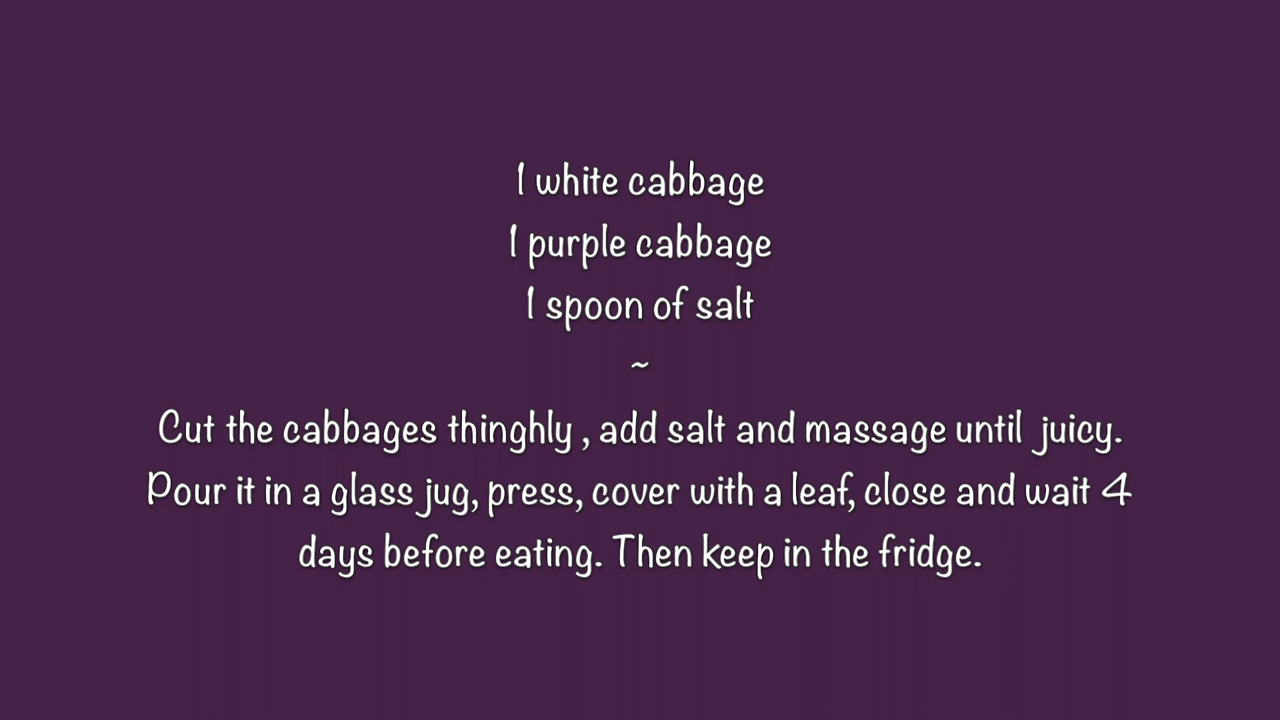 1 white cabbage
1 purple cabbage
1 spoon of salt
~
Cut the cabbages thinghly , add salt and massage until juicy.
Pour it in a glass jug, press, cover with a leaf, close and wait 4
days before eating. Then keep in the fridge.